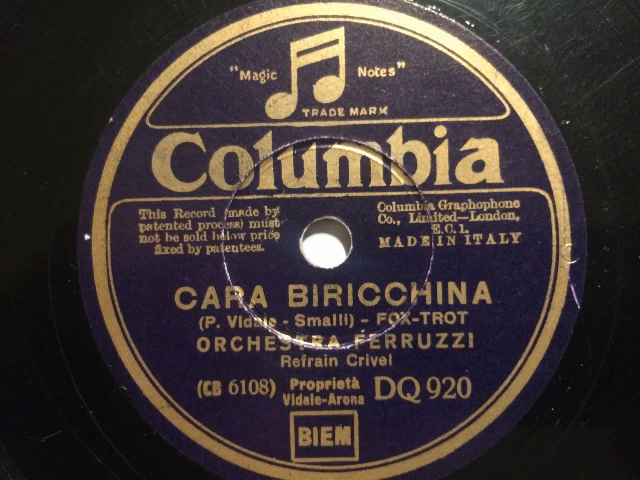 "Magic Notes"
TRADE MARK
Columbia
This Record (made by
patented process) must
not be sold below price
fixed by patentees.
Columbia Graphophone
Co., Limited—London,
E.C.1.
MADE IN ITALY
CARA BIRICCHINA
(P. Vidale - Smalli) - FOX-TROT
ORCHESTRA FERRUZZI
Refrain Crivel
(CB 6108) Proprietà DQ 920
Vidale-Arona
BIEM